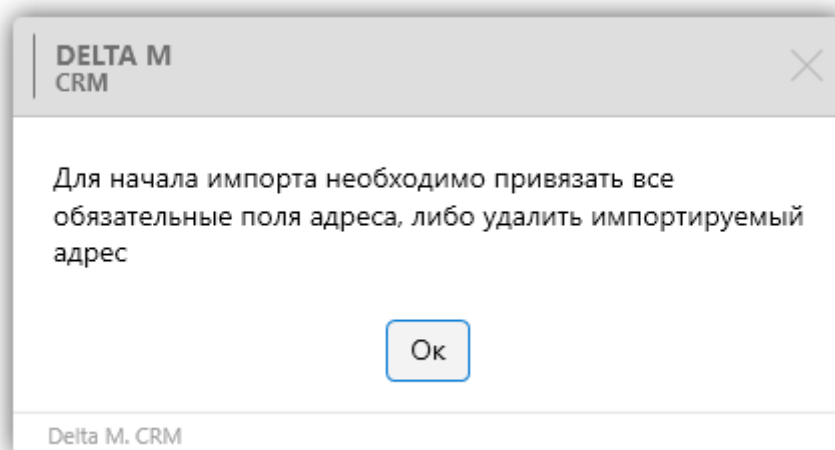 DELTA M
CRM
Для начала импорта необходимо привязать все
обязательные поля адреса, либо удалить импортируемый
адрес
Ок
Delta M. CRM